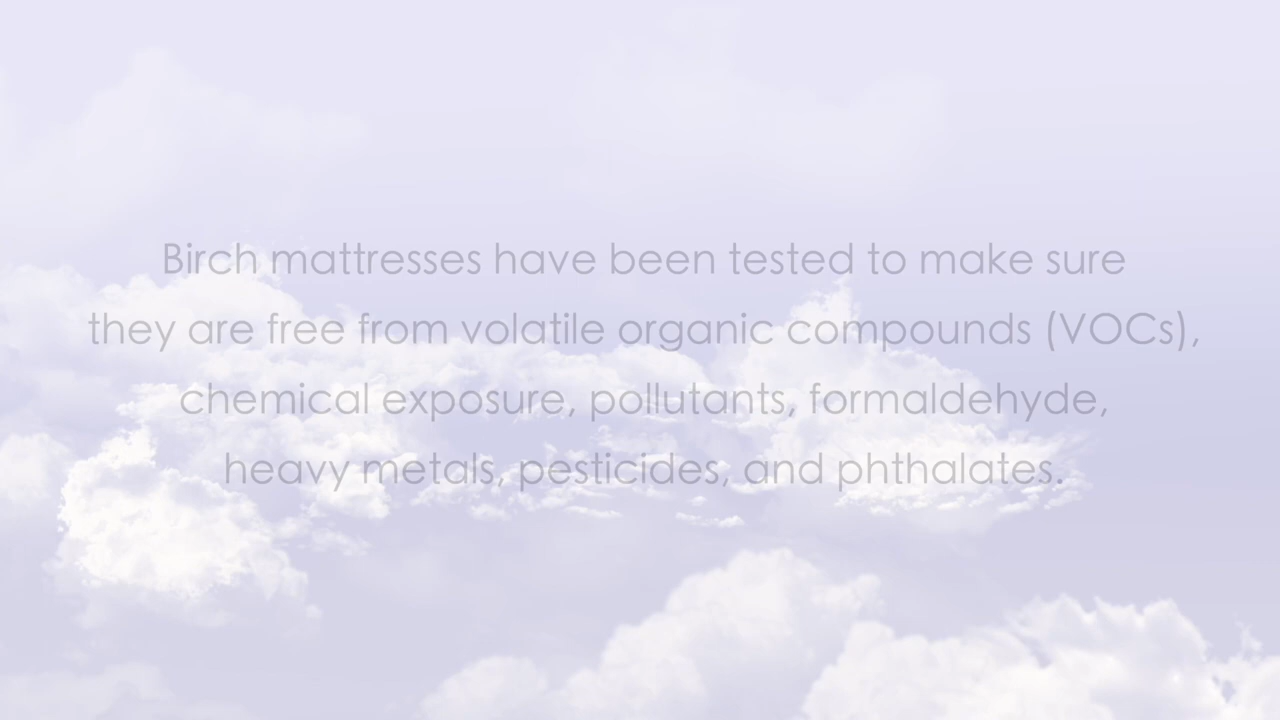 Birch mattresses have been tested to make sure
they are free from volatile organic compounds (VOCs),
chemical exposure, pollutants, formaldehyde,
heavy metals, pesticides, and phthalates.